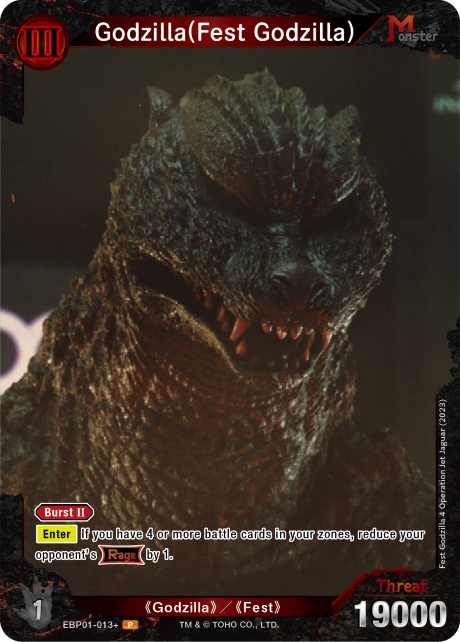 III
Godzilla(Fest Godzilla)
Monster
Fest Godzilla 4 Operation Jet Jaguar (2023)
Burst II
Enter If you have 4 or more battle cards in your zones, reduce your
opponent's Rage by 1.
Threat
1
《Godzilla》／《Fest》
19000
EBP01-013+ P
TM & © TOHO CO., LTD.